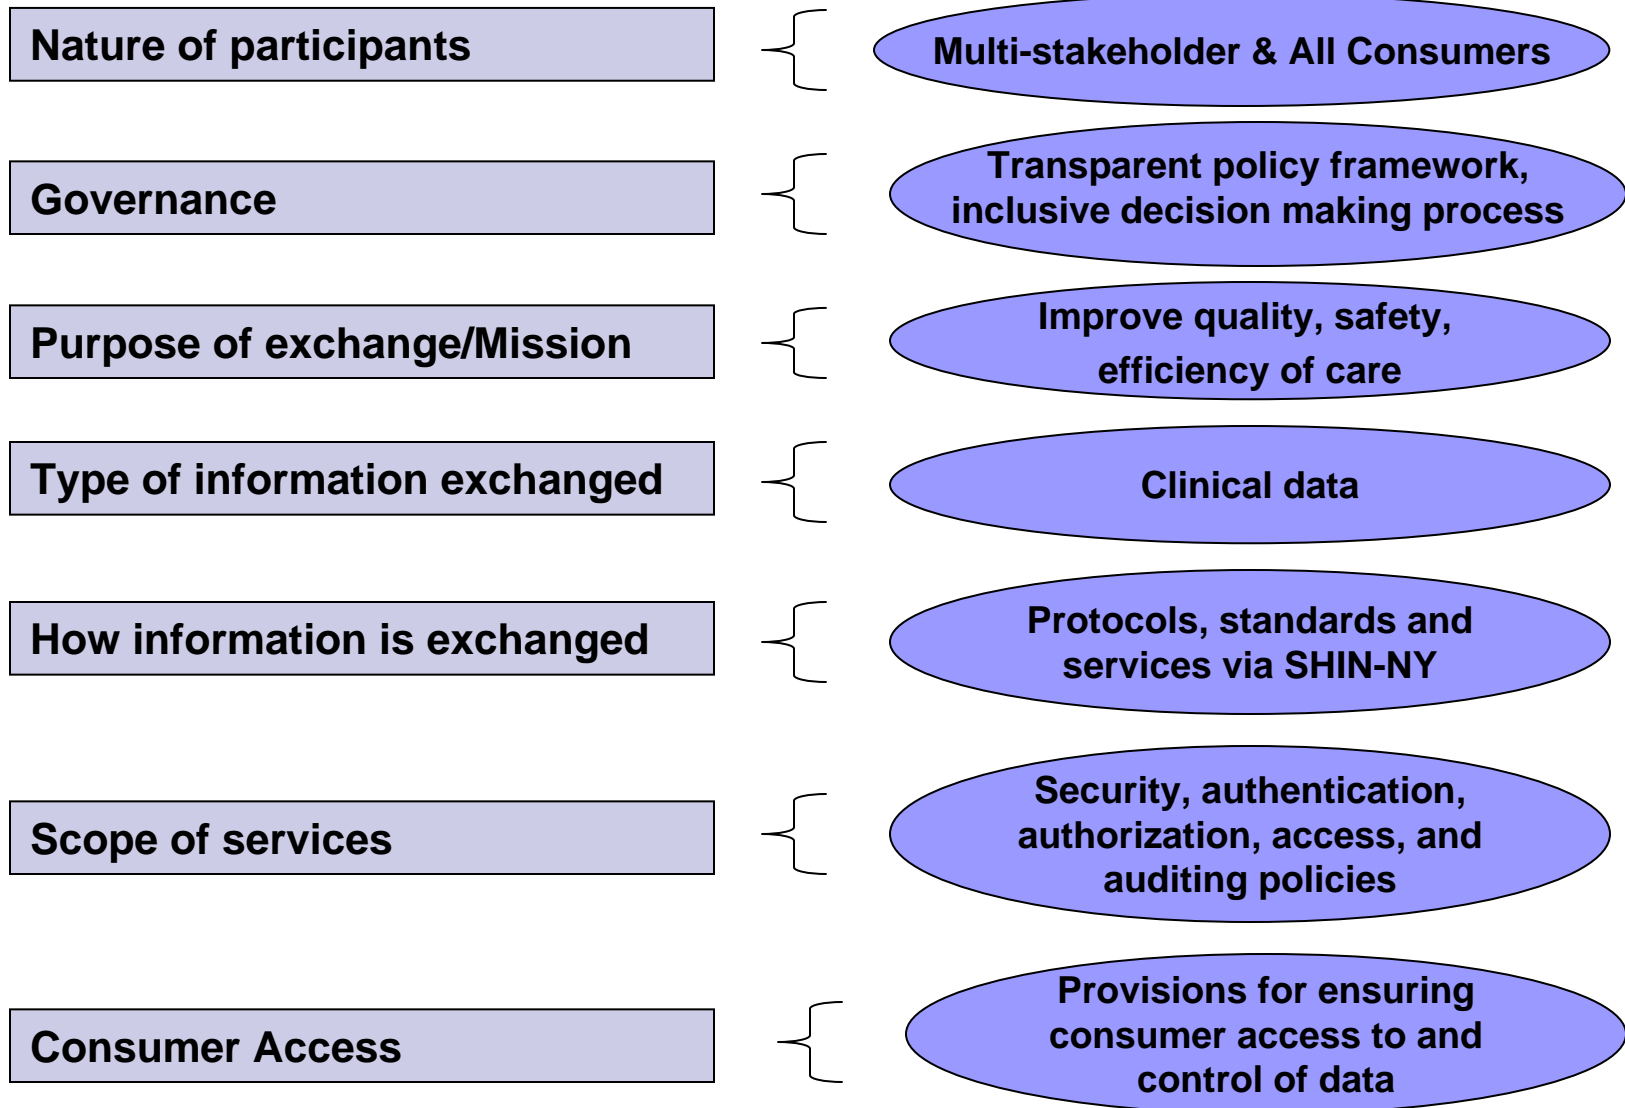 Nature of participants
Multi-stakeholder & All Consumers
Governance
Transparent policy framework,
inclusive decision making process
Purpose of exchange/Mission
Improve quality, safety,
efficiency of care
Type of information exchanged
Clinical data
How information is exchanged
Protocols, standards and
services via SHIN-NY
Scope of services
Security, authentication,
authorization, access, and
auditing policies
Consumer Access
Provisions for ensuring
consumer access to and
control of data